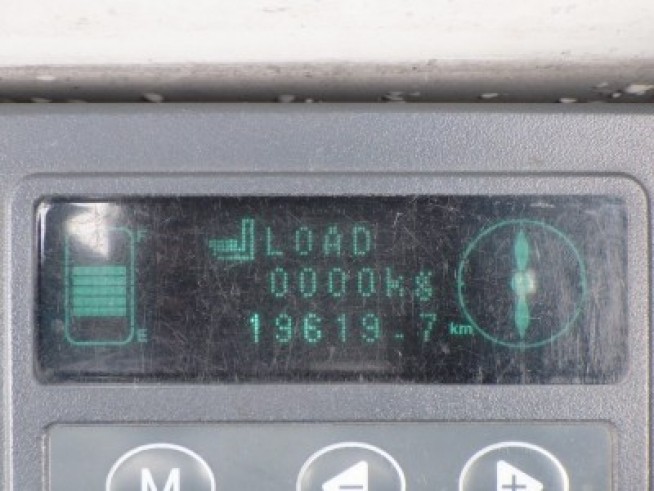 F
LOAD
0000kg
19619.7 km
E
M
- +